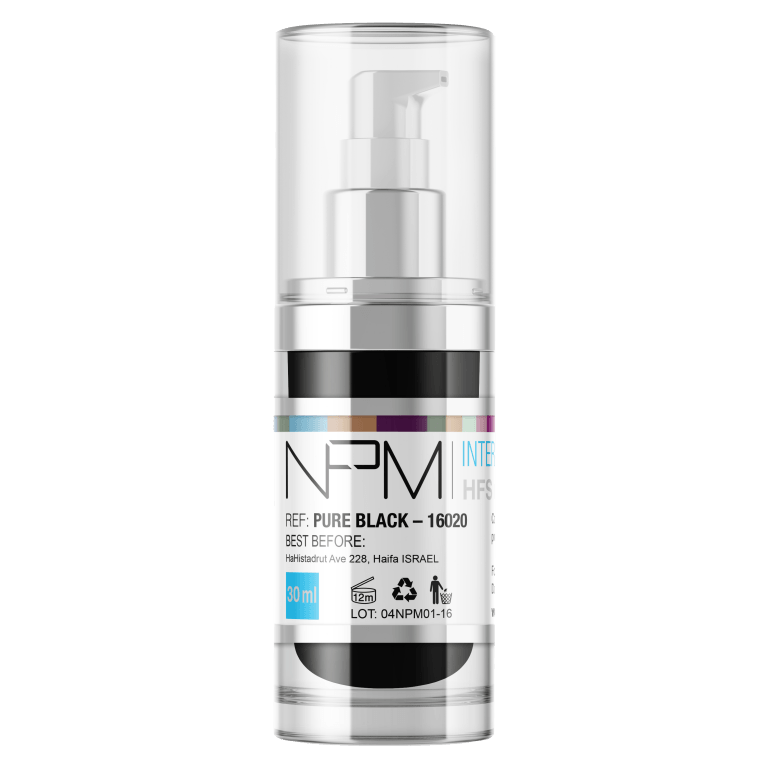 NPM
REF: PURE BLACK – 16020
BEST BEFORE:
HaHistadrut Ave 228, Haifa ISRAEL
30 ml
12m
LOT: 04NPM01-16
INTER
HFS